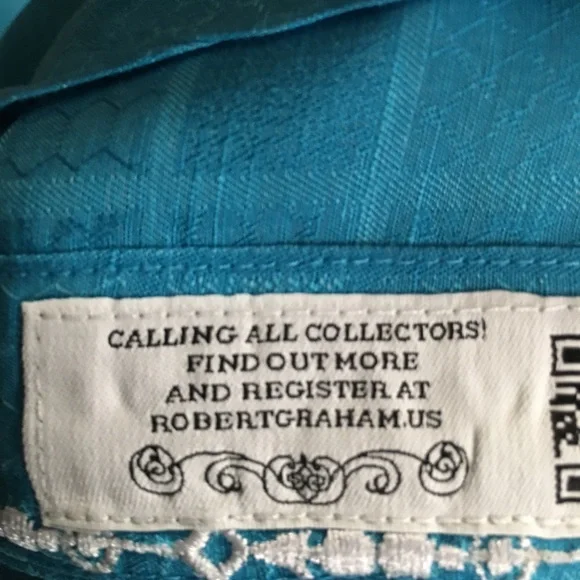 CALLING ALL COLLECTORS!
FIND OUT MORE
AND REGISTER AT
ROBERTGRAHAM.US